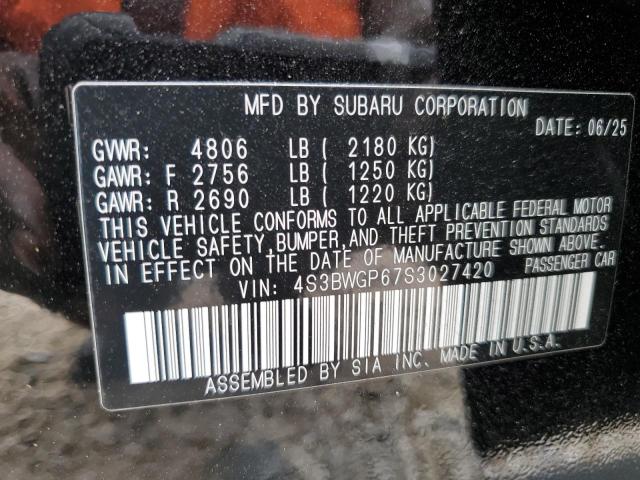 MFD BY SUBARU CORPORATION
DATE: 06/25
GVWR: 4806 LB ( 2180 KG)
GAWR: F 2756 LB ( 1250 KG)
GAWR: R 2690 LB ( 1220 KG)
THIS VEHICLE CONFORMS TO ALL APPLICABLE FEDERAL MOTOR
VEHICLE SAFETY, BUMPER, AND THEFT PREVENTION STANDARDS
IN EFFECT ON THE DATE OF MANUFACTURE SHOWN ABOVE.
VIN: 4S3BWGP67S3027420 PASSENGER CAR
ASSEMBLED BY SIA INC. MADE IN U.S.A.